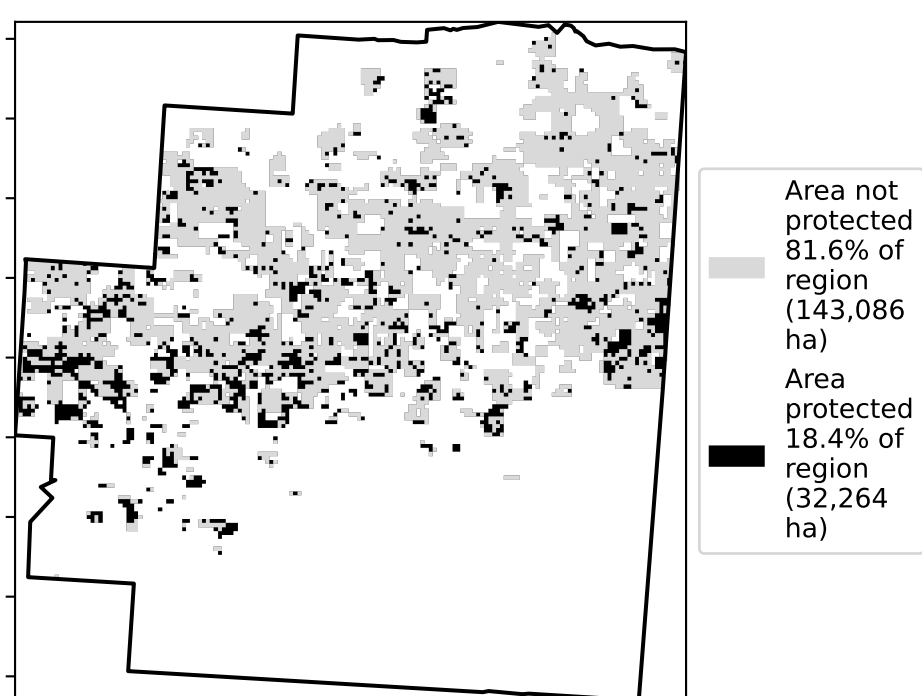 Area not
protected
81.6% of
region
(143,086
ha)
Area
protected
18.4% of
region
(32,264
ha)